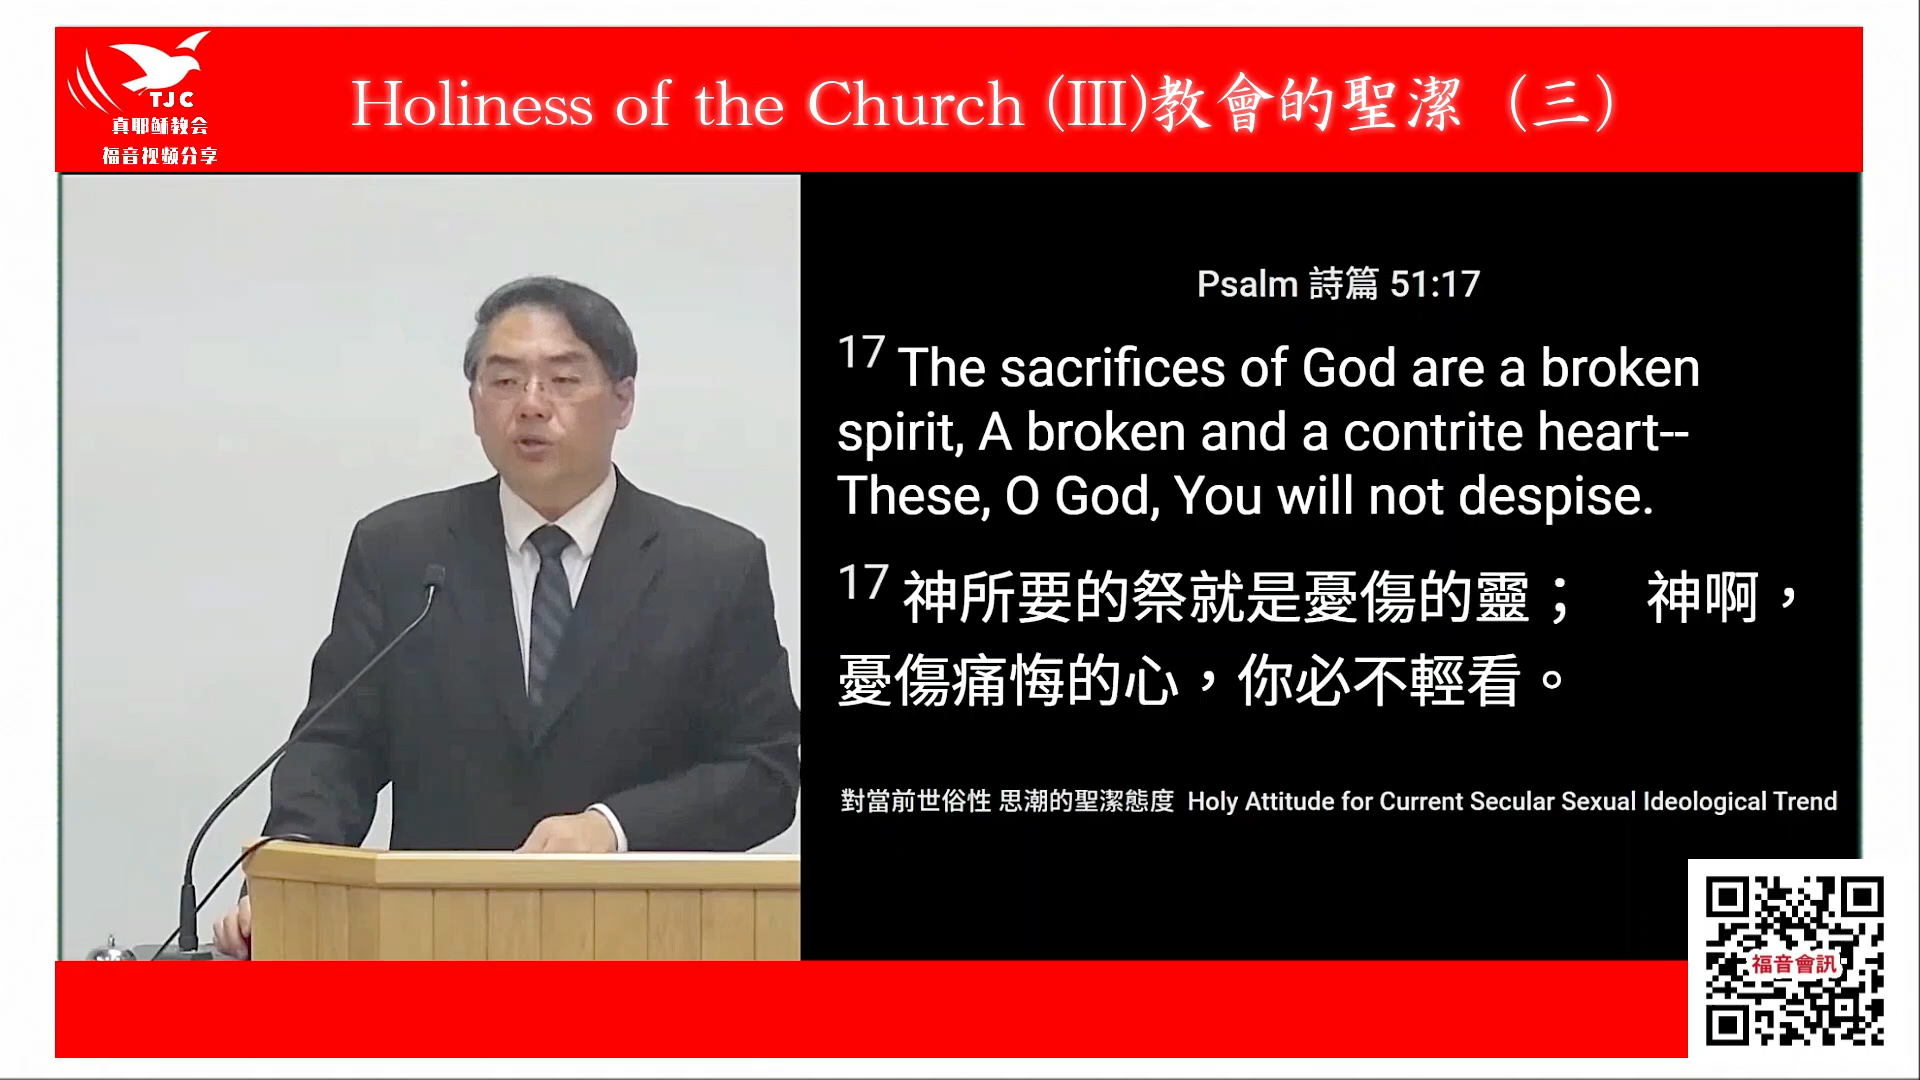 TJC
真耶稣教会
福音视频分享
Holiness of the Church (III)教會的聖潔（三）
Psalm 詩篇 51:17
17 The sacrifices of God are a broken
spirit, A broken and a contrite heart--
These, O God, You will not despise.
17 神所要的祭就是憂傷的靈；　神啊，
憂傷痛悔的心，你必不輕看。
對當前世俗性 思潮的聖潔態度 Holy Attitude for Current Secular Sexual Ideological Trend
福音會訊